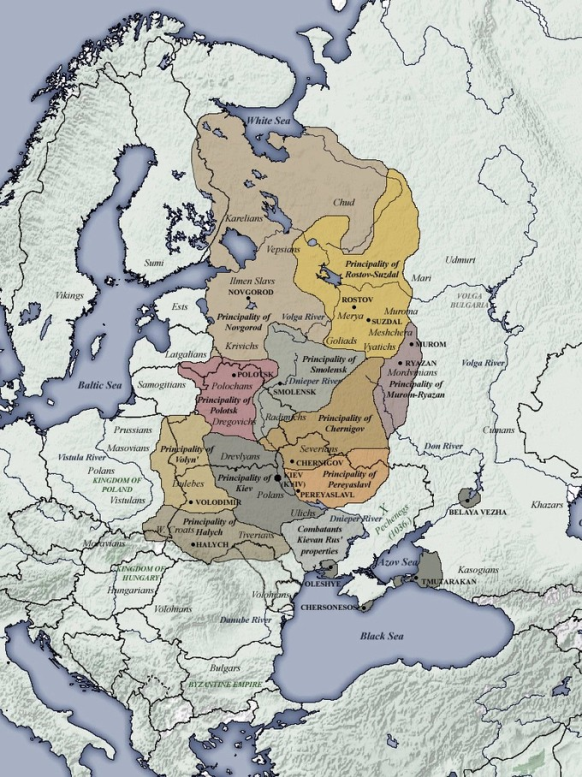 White Sea
Chud
Karelians
Vepsians
Sumi
Principality of
Rostov-Suzdal
Udmurt
Mari
Ilmen Slavs
NOVGOROD
Vikings
ROSTOV
VOLGA
BULGARIA
Ests
Merya
SUZDAL
Muroma
Principality of
Novgorod
Volga River
Meshchera
Goliads
Vyatichs
MUROM
Krivichs
Latgalians
Principality of
Smolensk
RYAZAN
Volga River
POLOTSK
Mordvinians
Baltic Sea
Samogitians
Polochans
Dnieper River
SMOLENSK
Principality of
Murom-Ryazan
Principality of
Polotsk
Dregovichs
Radimichs
Principality of
Chernigov
Prussians
Cumans
Masovians
Principality of
Volyn'
Severians
Don River
Vistula River
Drevlyans
Polans
CHERNIGOV
KINGDOM OF
POLAND
Dulebes
Principality of
Kiev
KIEV
(KYIV)
Principality of
Pereyaslavl
Vistulans
VOLODIMIR
Polans
PEREYASLAVL
BELAYA VEZHA
Khazars
Ulichs
Dnieper River
X
Pechenegs
(1036)
W. Croats
Principality of
Halych
Tiverians
Combatants
Kievan Rus'
properties
Moravians
HALYCH
KINGDOM OF
HUNGARY
Azov Sea
Kasogians
Hungarians
OLESHYE
TMUTARAKAN
Volohoms
Volohoms
CHERSONESOS
Danube River
Black Sea
Bulgars
BYZANTINE EMPIRE